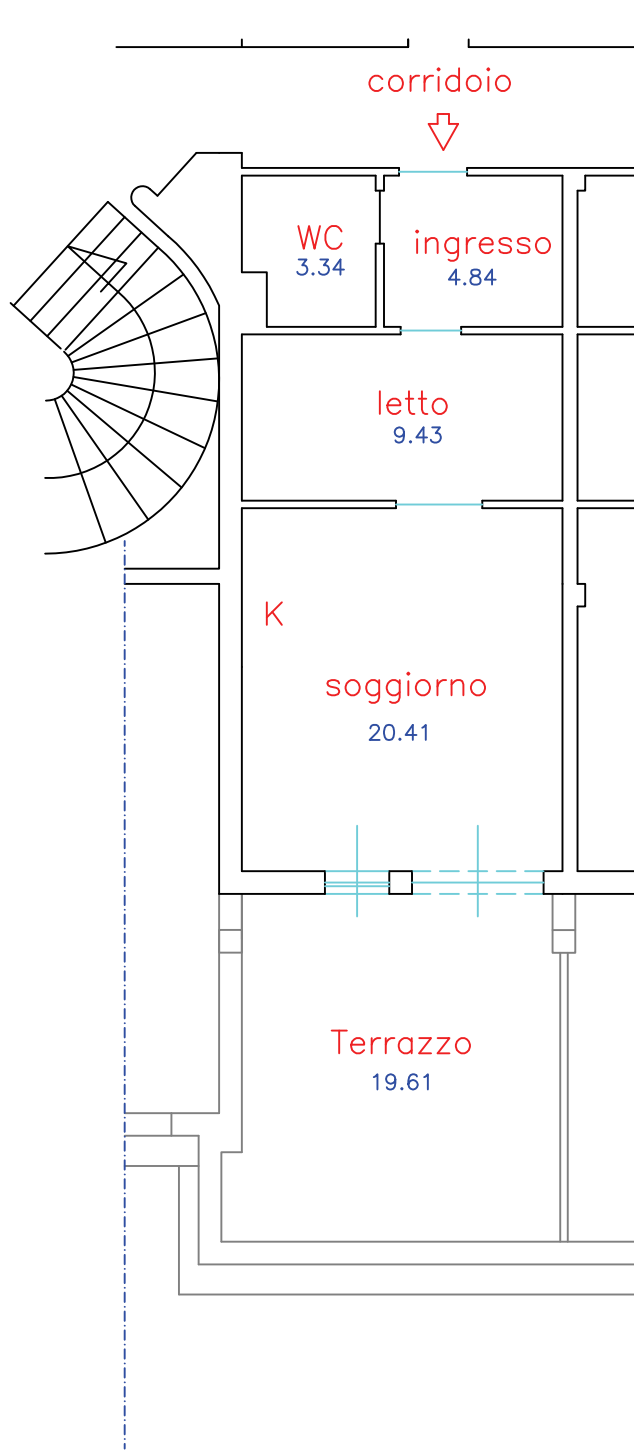 corridoio
WC
3.34
ingresso
4.84
letto
9.43
K
soggiorno
20.41
Terrazzo
19.61